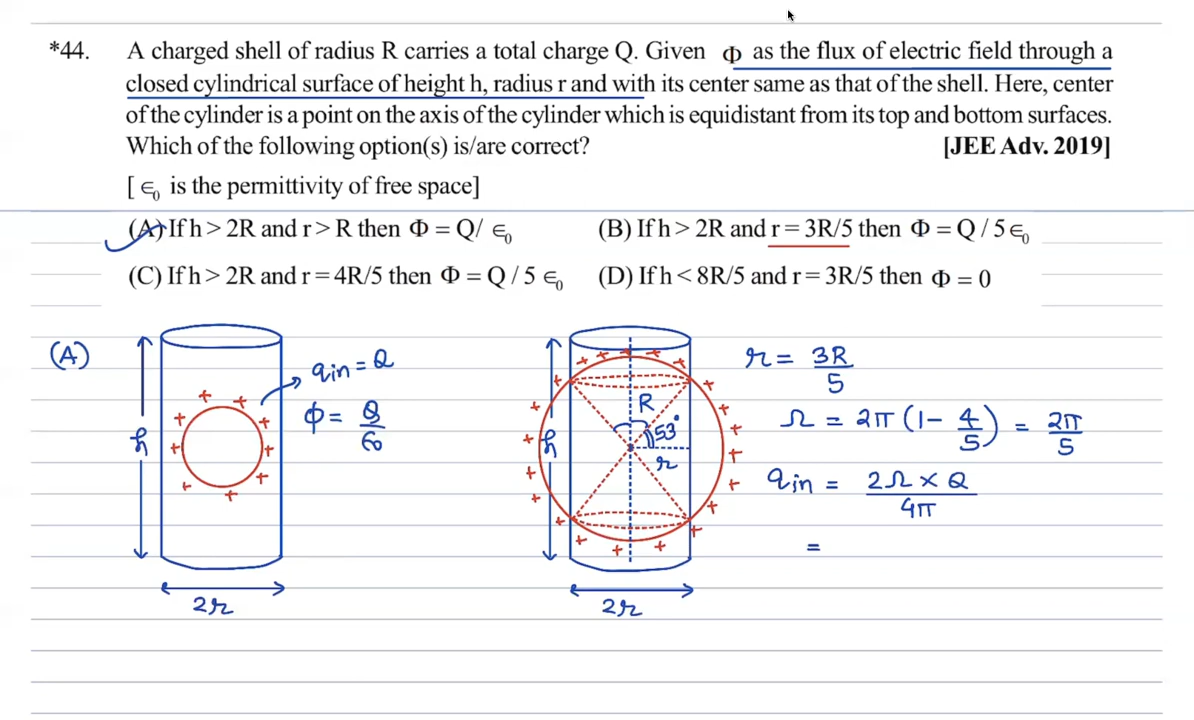 *44. A charged shell of radius R carries a total charge Q. Given Φ as the flux of electric field through a
closed cylindrical surface of height h, radius r and with its center same as that of the shell. Here, center
of the cylinder is a point on the axis of the cylinder which is equidistant from its top and bottom surfaces.
Which of the following option(s) is/are correct? [JEE Adv. 2019]
[∈₀ is the permittivity of free space]
(A) If h > 2R and r > R then Φ = Q/ ∈₀ (B) If h > 2R and r = 3R/5 then Φ = Q / 5∈₀
(C) If h > 2R and r = 4R/5 then Φ = Q / 5 ∈₀ (D) If h < 8R/5 and r = 3R/5 then Φ = 0
(A)
h
qin = Q
ϕ = Q/ϵ₀
2r
h
R
53°
r
2r
r = 3R/5
Ω = 2π (1 - 4/5) = 2π/5
qin = 2Ω × Q / 4π
=